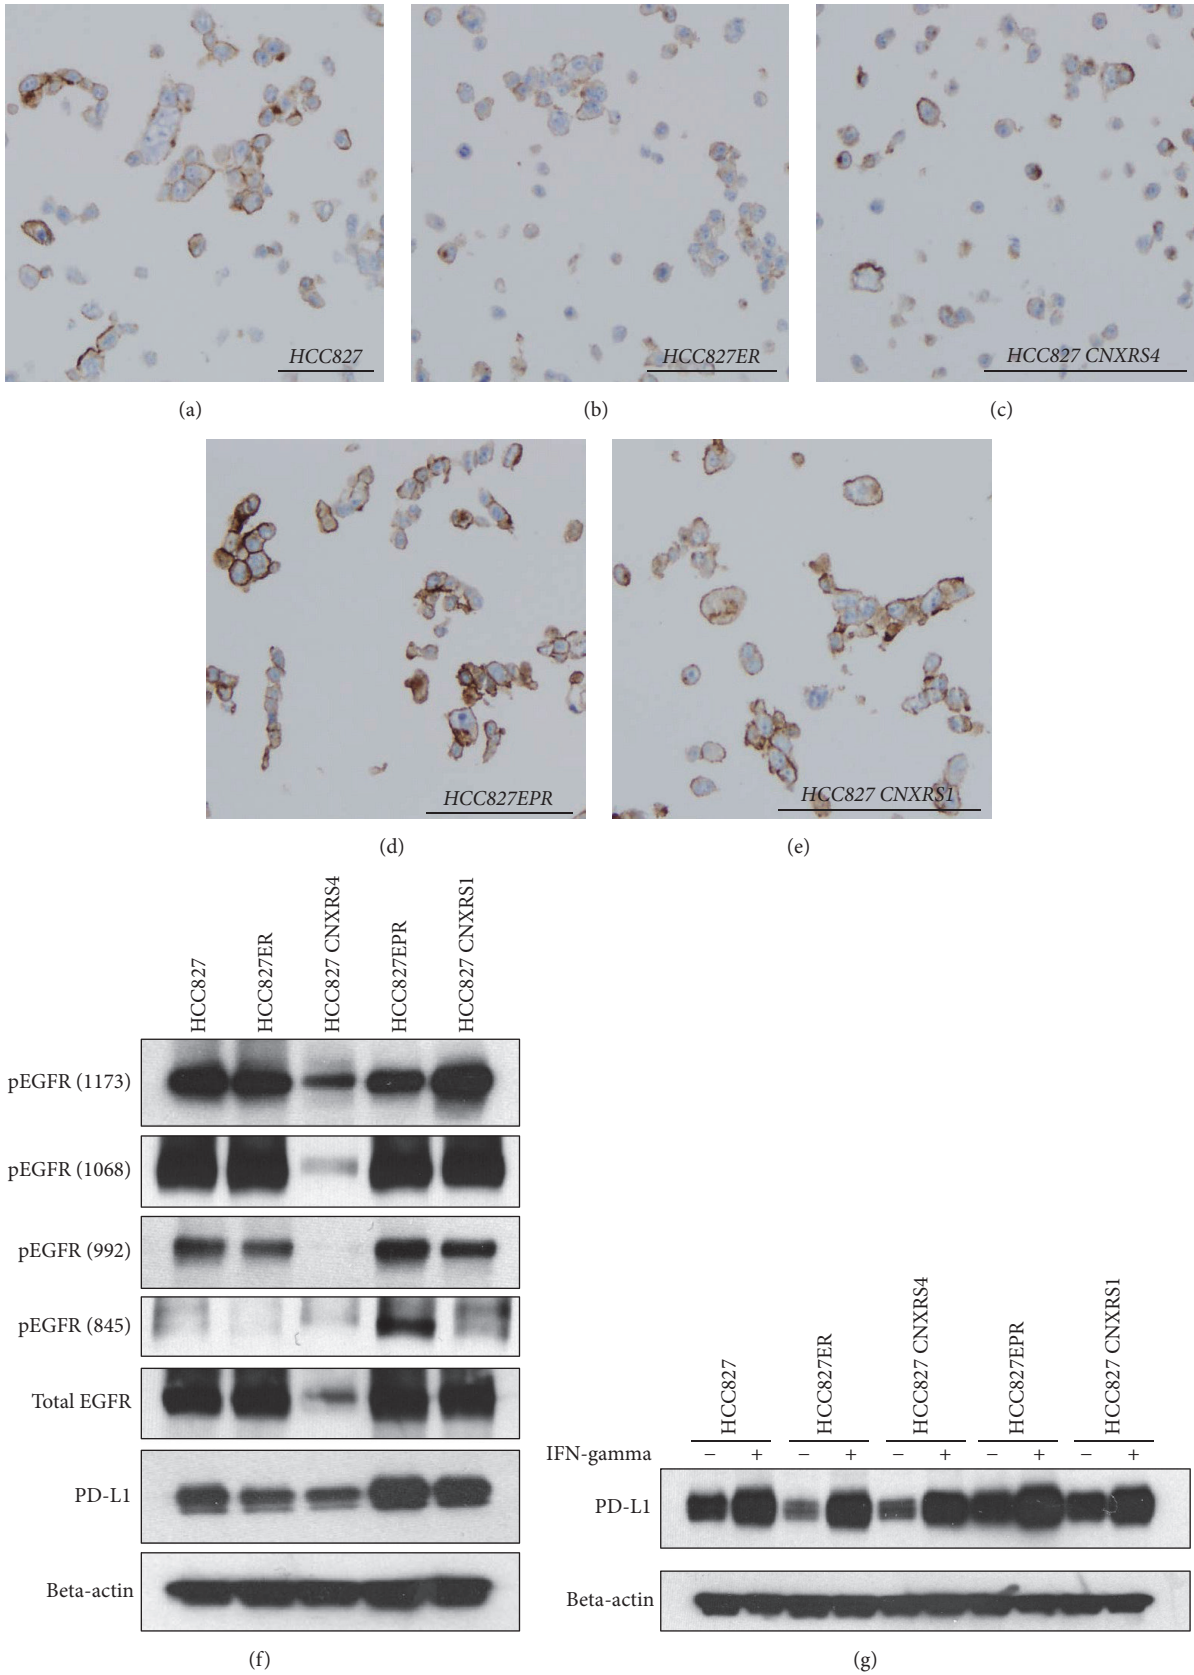 HCC827
HCC827ER
HCC827 CNXRS4
(a)
(b)
(c)
HCC827EPR
HCC827 CNXRS1
(d)
(e)
HCC827
HCC827ER
HCC827 CNXRS4
HCC827EPR
HCC827 CNXRS1
pEGFR (1173)
pEGFR (1068)
pEGFR (992)
pEGFR (845)
Total EGFR
PD-L1
Beta-actin
(f)
HCC827
HCC827ER
HCC827 CNXRS4
HCC827EPR
HCC827 CNXRS1
IFN-gamma − + − + − + − + − +
PD-L1
Beta-actin
(g)